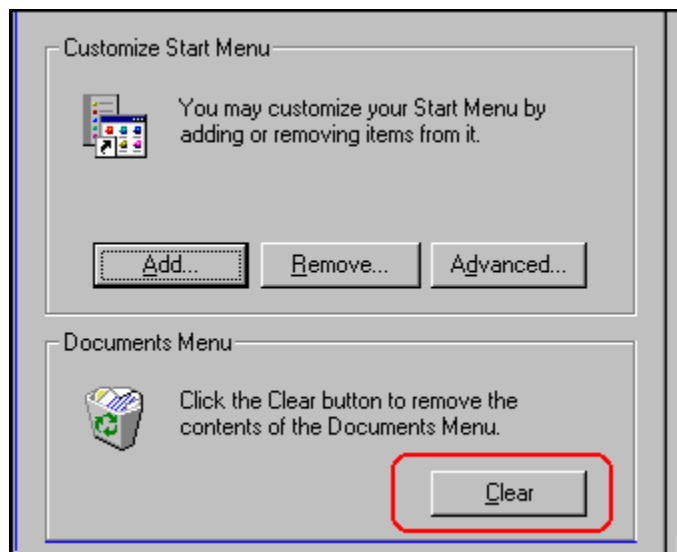 Customize Start Menu
You may customize your Start Menu by
adding or removing items from it.
Add... Remove... Advanced...
Documents Menu
Click the Clear button to remove the
contents of the Documents Menu.
Clear